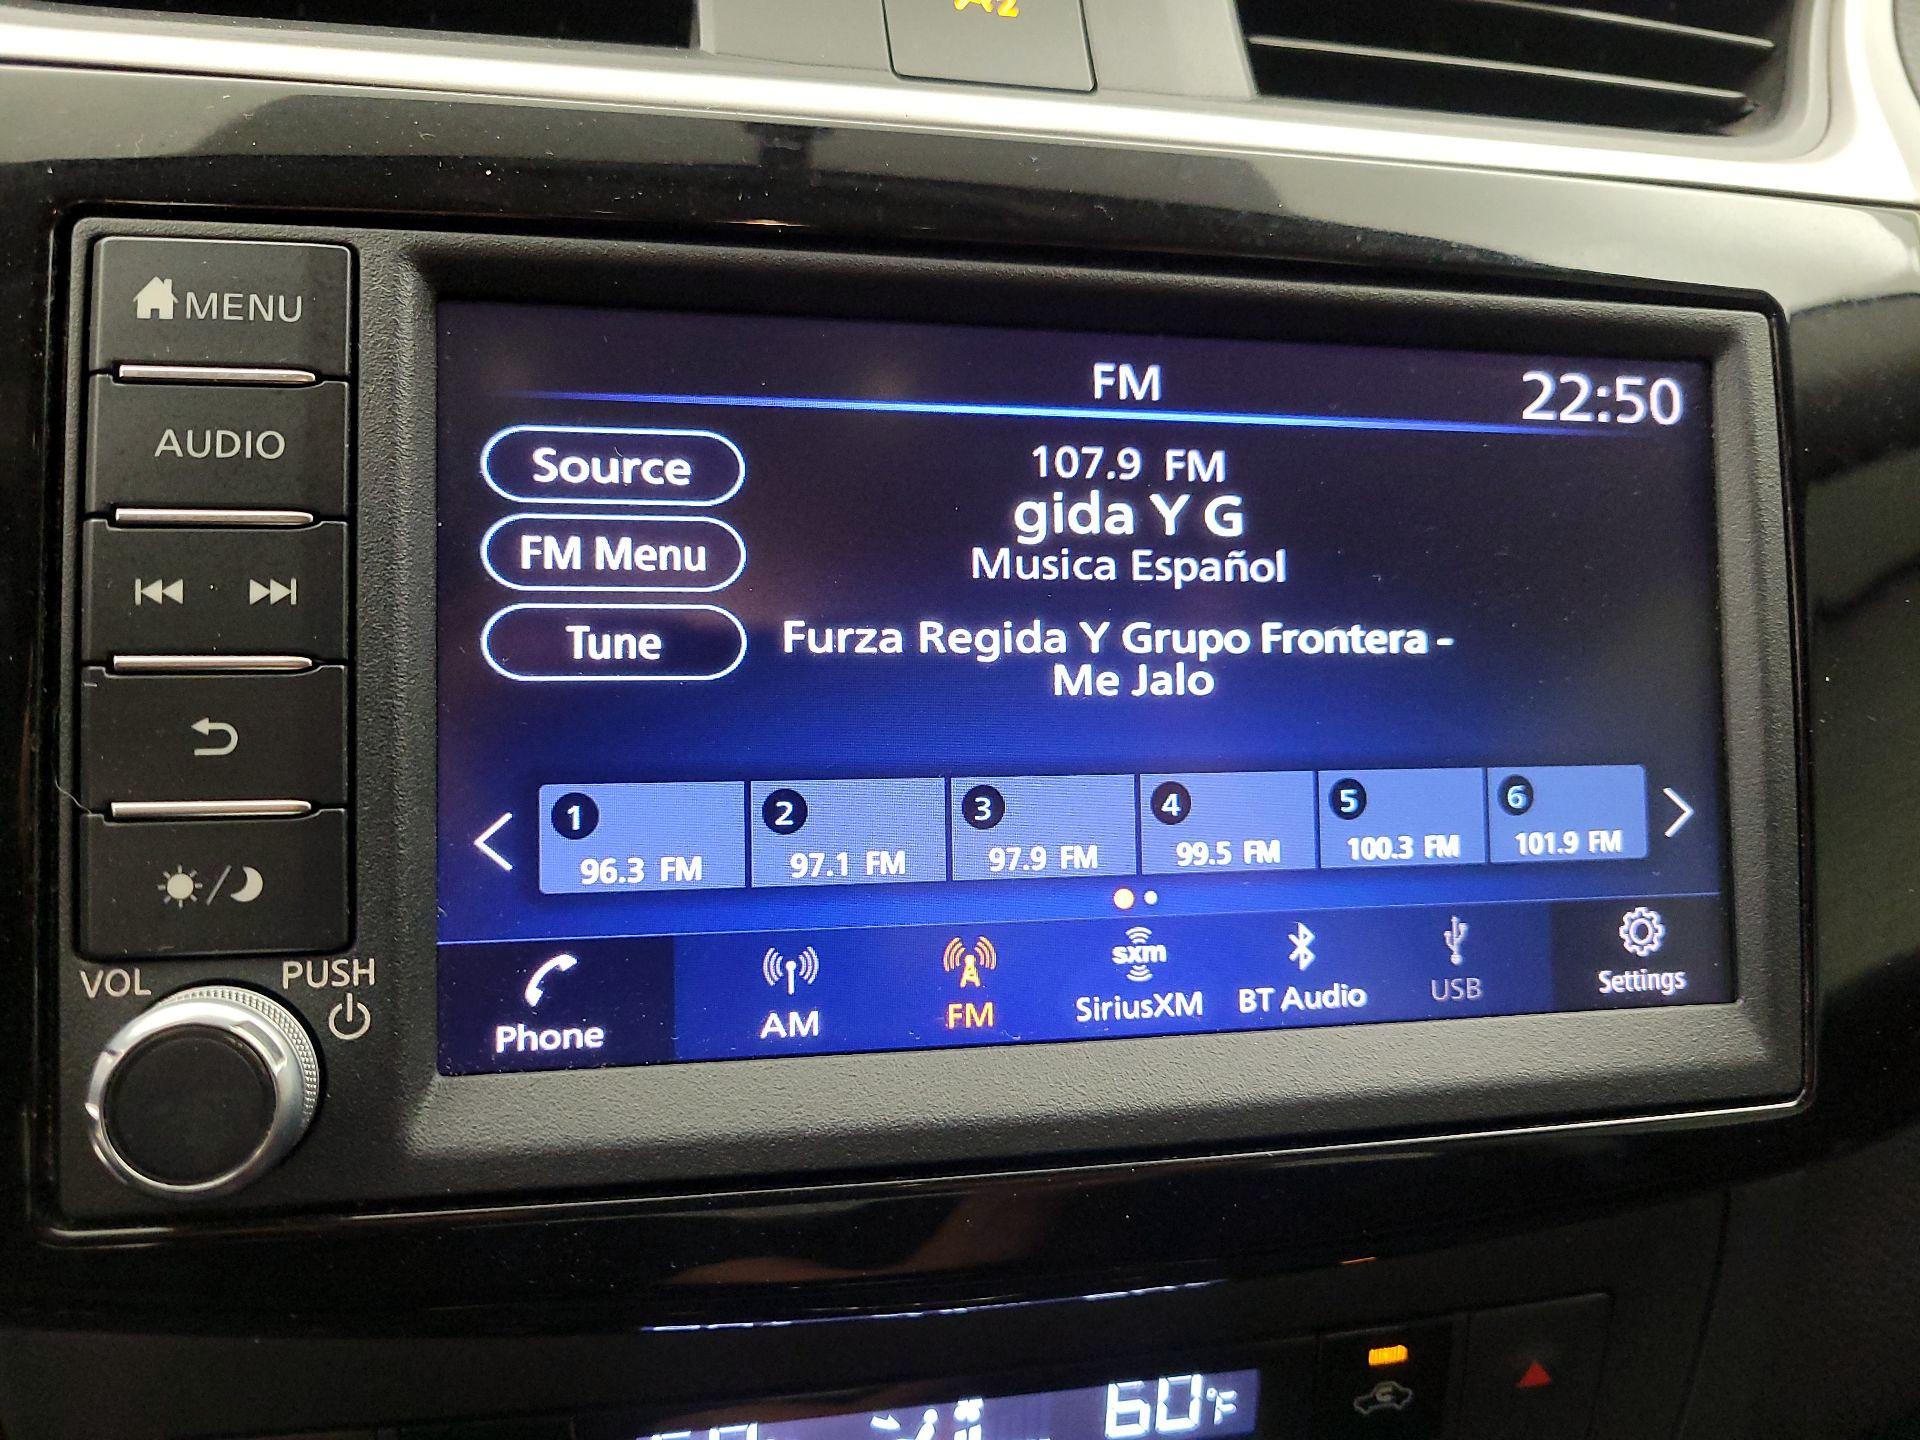 MENU
AUDIO
VOL
PUSH
FM
22:50
Source
FM Menu
Tune
107.9 FM
gida Y G
Musica Español
Furza Regida Y Grupo Frontera -
Me Jalo
1
96.3 FM
2
97.1 FM
3
97.9 FM
4
99.5 FM
5
100.3 FM
6
101.9 FM
Phone
AM
FM
sxm
SiriusXM
BT Audio
USB
Settings
60°F